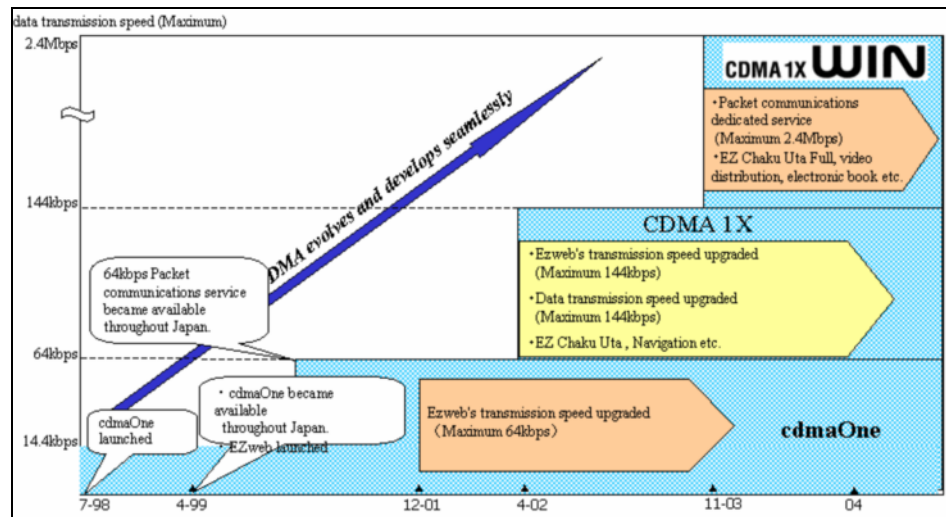 data transmission speed (Maximum)
2.4Mbps
CDMA 1X WIN
・Packet communications
dedicated service
(Maximum 2.4Mbps)
・EZ Chaku Uta Full, video
distribution, electronic book etc.
DMA evolves and develops seamlessly
144kbps
CDMA 1X
・Ezweb's transmission speed upgraded
(Maximum 144kbps)
・Data transmission speed upgraded
(Maximum 144kbps)
・EZ Chaku Uta , Navigation etc.
64kbps Packet
communications service
became available
throughout Japan.
64kbps
・cdmaOne became
available
throughout Japan.
・EZweb launched
cdmaOne
launched
Ezweb's transmission speed upgraded
（Maximum 64kbps）
cdmaOne
14.4kbps
7-98
4-99
12-01
4-02
11-03
04